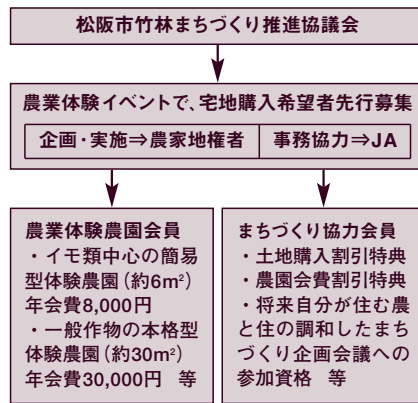 松阪市竹林まちづくり推進協議会
農業体験イベントで、宅地購入希望者先行募集
企画・実施⇒農家地権者
事務協力⇒JA
農業体験農園会員
・イモ類中心の簡易
型体験農園(約6m²)
年会費8,000円
・一般作物の本格型
体験農園(約30m²)
年会費30,000円 等
まちづくり協力会員
・土地購入割引特典
・農園会費割引特典
・将来自分が住む農
と住の調和したまち
づくり企画会議への
参加資格 等